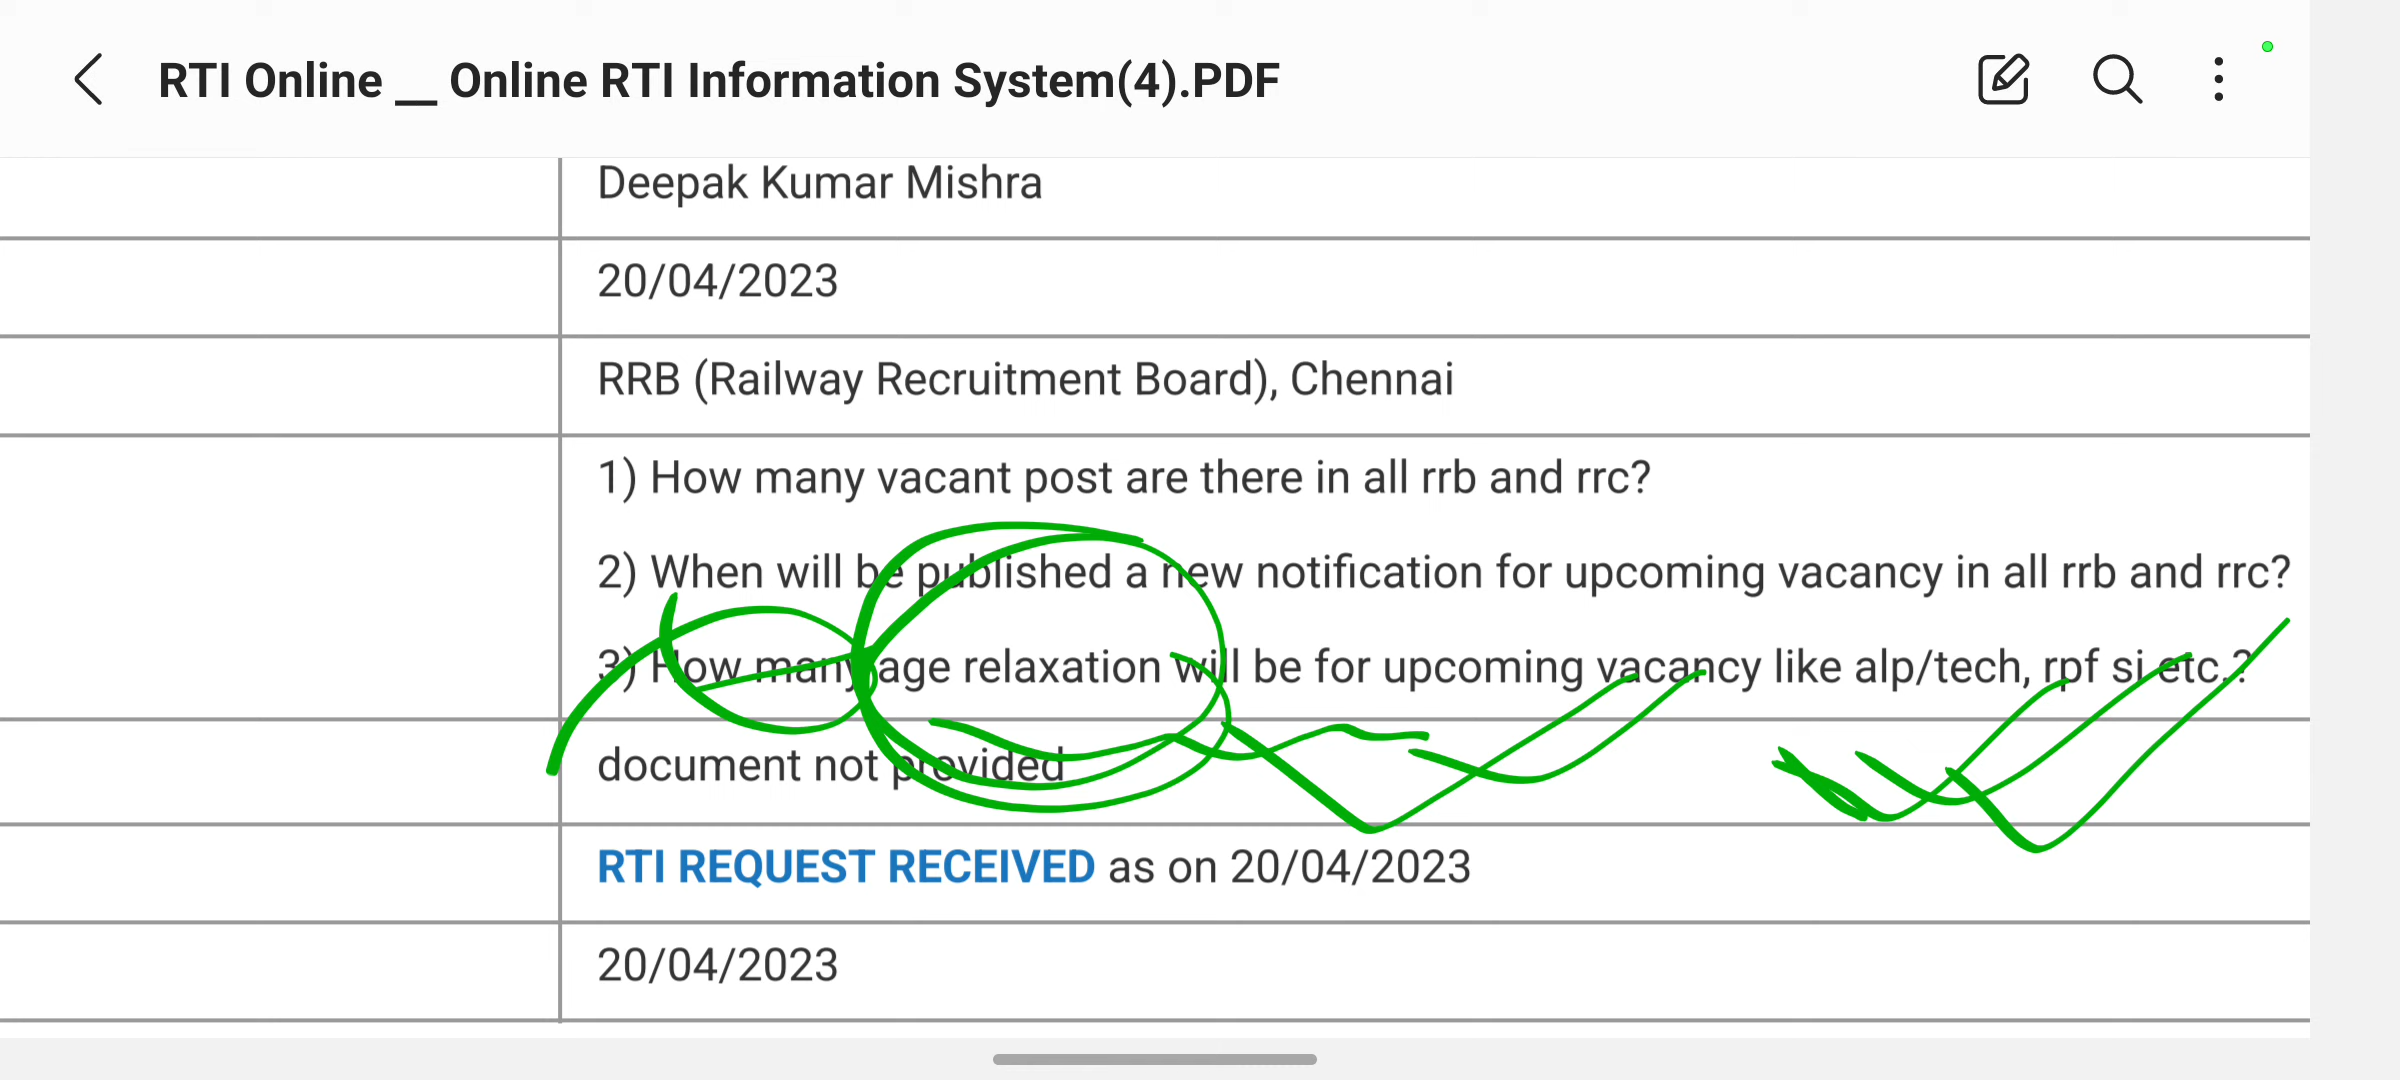 RTI Online __ Online RTI Information System(4).PDF
Deepak Kumar Mishra
20/04/2023
RRB (Railway Recruitment Board), Chennai
1) How many vacant post are there in all rrb and rrc?
2) When will be published a new notification for upcoming vacancy in all rrb and rrc?
3) How many age relaxation will be for upcoming vacancy like alp/tech, rpf si etc.?
document not provided
RTI REQUEST RECEIVED as on 20/04/2023
20/04/2023